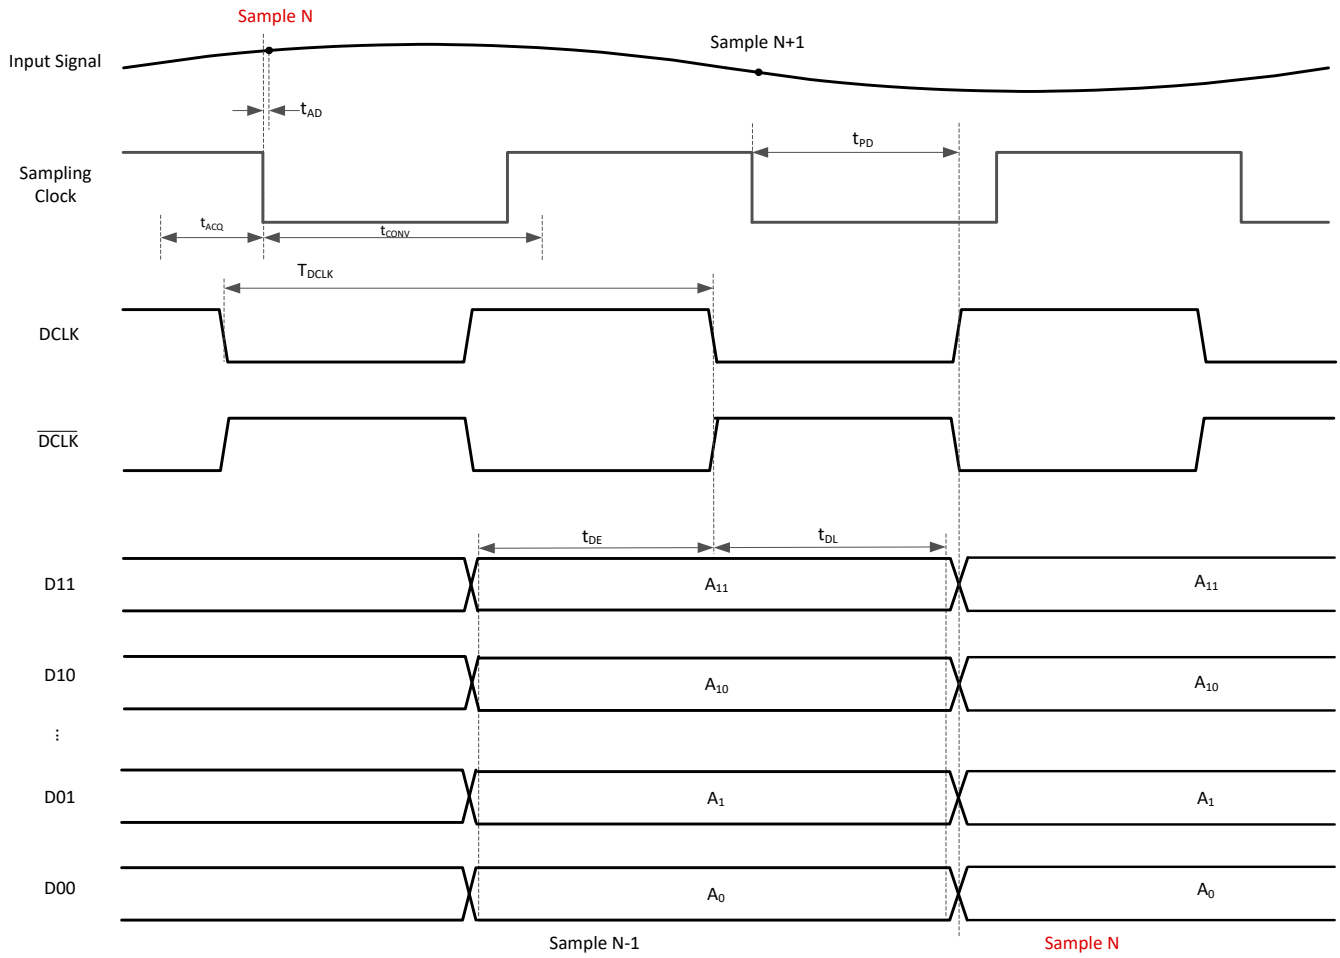 Sample N
Sample N+1
Input Signal
tAD
tPD
Sampling
Clock
tACQ
tCONV
TDCLK
DCLK
DCLK
tDE
tDL
D11
A11
A11
D10
A10
A10
...
D01
A1
A1
D00
A0
A0
Sample N-1
Sample N